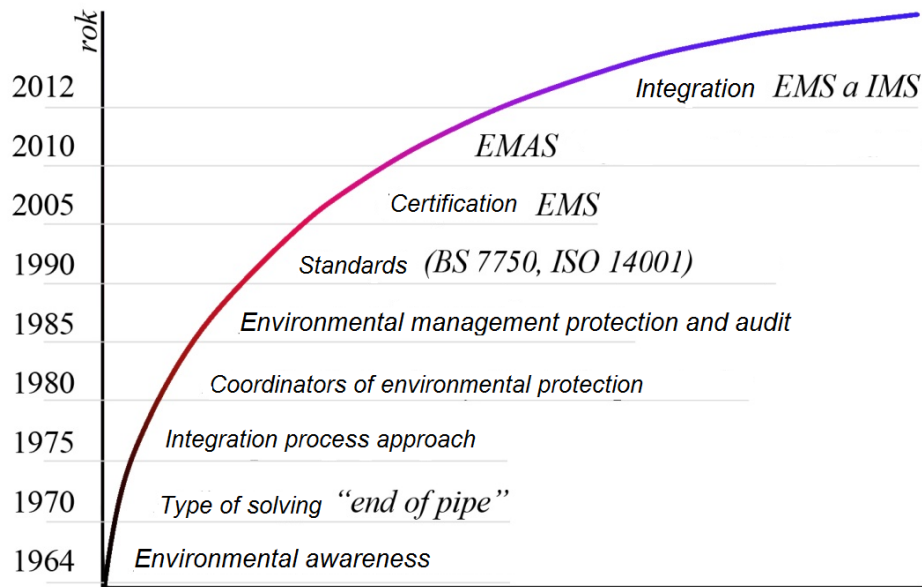 rok
2012 Integration EMS a IMS
2010 EMAS
2005 Certification EMS
1990 Standards (BS 7750, ISO 14001)
1985 Environmental management protection and audit
1980 Coordinators of environmental protection
1975 Integration process approach
1970 Type of solving “end of pipe”
1964 Environmental awareness